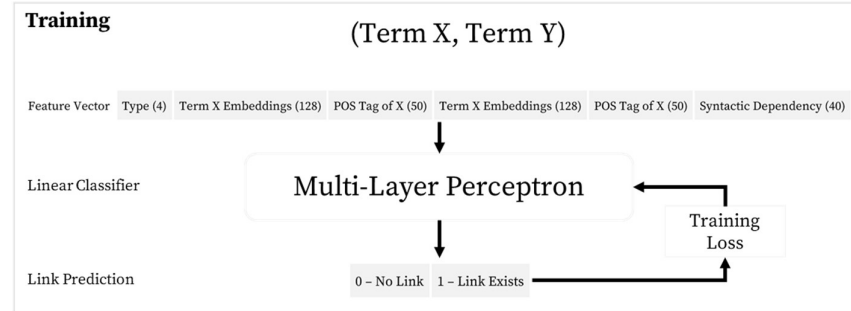 Training
(Term X, Term Y)
Feature Vector Type (4) Term X Embeddings (128) POS Tag of X (50) Term X Embeddings (128) POS Tag of X (50) Syntactic Dependency (40)
Linear Classifier Multi-Layer Perceptron
Training
Loss
Link Prediction 0 – No Link 1 – Link Exists